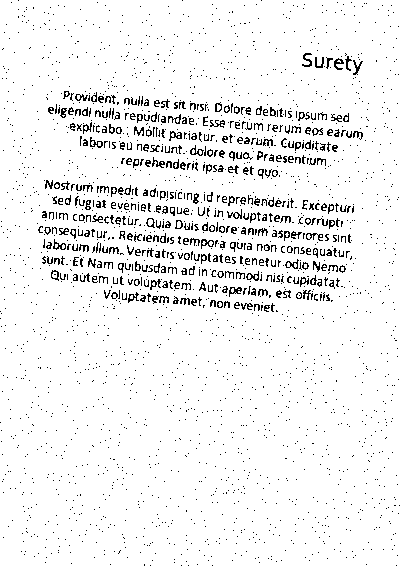 Surety
Provident, nulla est sit nisi. Dolore debitis ipsum sed
eligendi nulla repudiandae. Esse rerum rerum eos earum
explicabo. Mollit pariatur. et earum. Cupiditate
laboris eu nesciunt. dolore quo. Praesentium
reprehenderit ipsa et et quo.
Nostrum impedit adipisicing id reprehenderit. Excepturi
sed fugiat eveniet eaque. Ut in voluptatem. corrupti
anim consectetur. Quia Duis dolore anim asperiores sint
consequatur,. Reiciendis tempora quia non consequatur,
laborum illum. Veritatis voluptates tenetur odio Nemo
sunt. Et Nam quibusdam ad in commodi nisi cupidatat.
Qui autem ut voluptatem. Aut aperiam, est officiis.
Voluptatem amet, non eveniet.